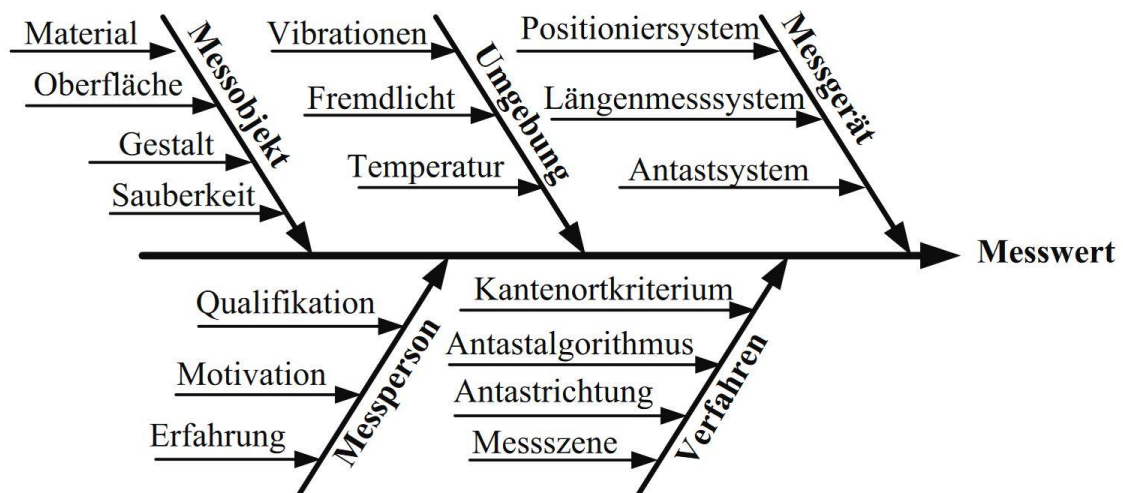 Material
Oberfläche
Gestalt
Sauberkeit
Messobjekt
Vibrationen
Fremdlicht
Temperatur
Umgebung
Positioniersystem
Längenmesssystem
Antastsystem
Messgerät
Messwert
Qualifikation
Motivation
Erfahrung
Messperson
Kantenortkriterium
Antastalgorithmus
Antastrichtung
Messszene
Verfahren